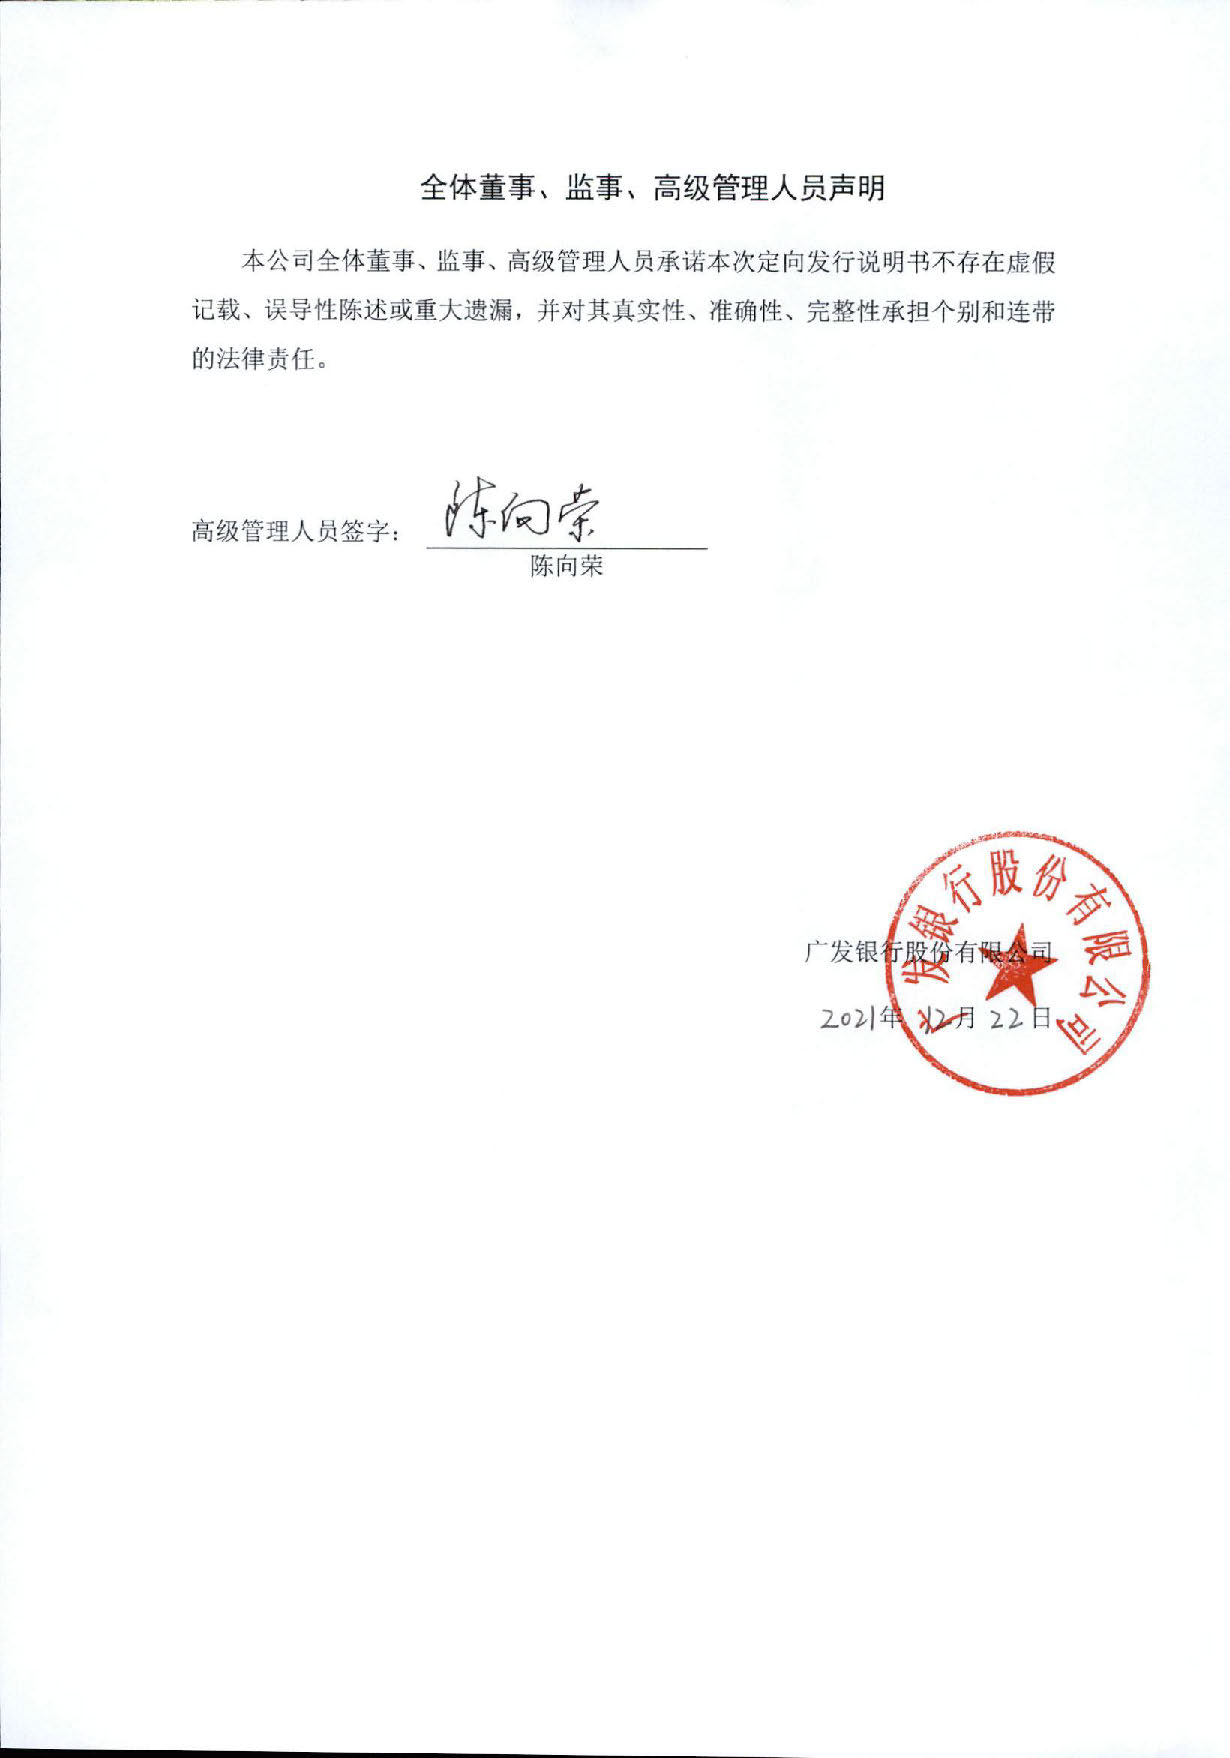 全体董事、监事、高级管理人员声明
本公司全体董事、监事、高级管理人员承诺本次定向发行说明书不存在虚假
记载、误导性陈述或重大遗漏，并对其真实性、准确性、完整性承担个别和连带
的法律责任。
陈向荣
高级管理人员签字：
陈向荣
广发银行股份有限公司
广发银行股份有限公司
2021年 12月 22日